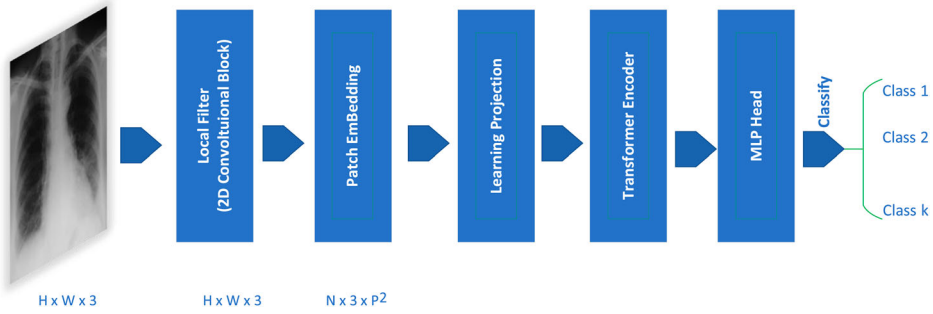 Local Filter
(2D Convoltuional Block)
Patch EmBedding
Learning Projection
Transformer Encoder
MLP Head
Classify
Class 1
Class 2
Class k
H x W x 3
H x W x 3
N x 3 x P²